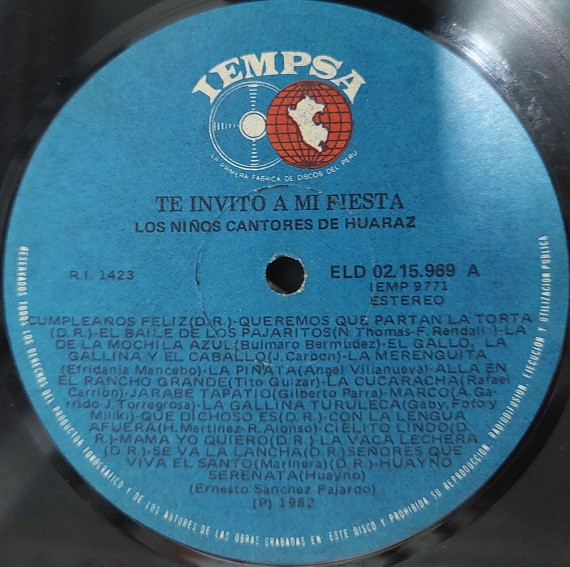 IEMPSA
LA PRIMERA FABRICA DE DISCOS DEL PERU
TE INVITO A MI FIESTA
LOS NIÑOS CANTORES DE HUARAZ
R.I. 1423
ELD 02.15.969 A
IEMP 9771
ESTEREO
CUMPLEAÑOS FELIZ(D.R.)-QUEREMOS QUE PARTAN LA TORTA
(D.R.)-EL BAILE DE LOS PAJARITOS(N.Thomas-F.Rendall)-LA
DE LA MOCHILA AZUL(Bulmaro Bermudez)-EL GALLO, LA
GALLINA Y EL CABALLO(J.Carbon)-LA MERENGUITA
(Efridania Mancebo)-LA PIÑATA(Angel Villanueva)-ALLA EN
EL RANCHO GRANDE(Tito Guizar)-LA CUCARACHA(Rafael
Carrion)-JARABE TAPATIO(Gilberto Parra)-MARCO(A.Ga-
rrido-J.Torregrosa)-LA GALLINA TURULECA(Gaby, Fofo y
Miliki)-QUE DICHOSO ES(D.R.)-CON LA LENGUA
AFUERA(H.Martinez-R.Alonso)-CIELITO LINDO(D.
R.)-MAMA YO QUIERO(D.R.)-LA VACA LECHERA
(D.R.)-SE VA LA LANCHA(D.R.)SEÑORES QUE
VIVA EL SANTO(Marinera)(D.R.)-HUAYNO
SERENATA(Huayno)
(Ernesto Sánchez Fajardo)
(P) 1982
RESERVADOS TODOS LOS DERECHOS DEL PRODUCTOR FONOGRAFICO Y DE LOS AUTORES DE LAS OBRAS GRABADAS EN ESTE DISCO Y PROHIBIDA SU REPRODUCCION, RADIODIFUSION, EJECUCION Y UTILIZACION PUBLICA